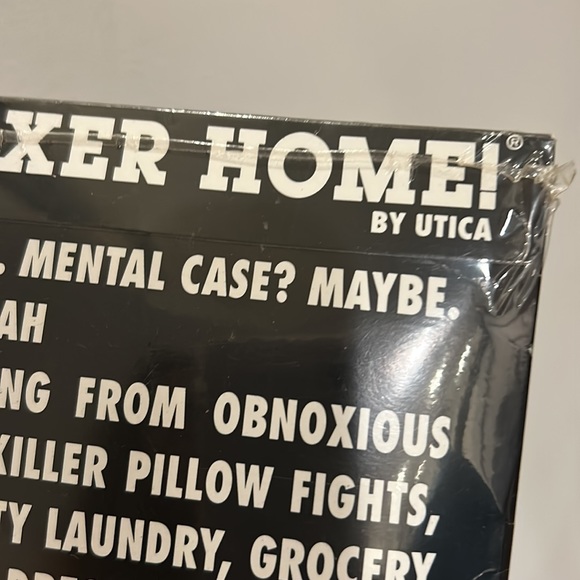 XER HOME!®
BY UTICA
. MENTAL CASE? MAYBE.
AH
NG FROM OBNOXIOUS
KILLER PILLOW FIGHTS,
TY LAUNDRY, GROCERY